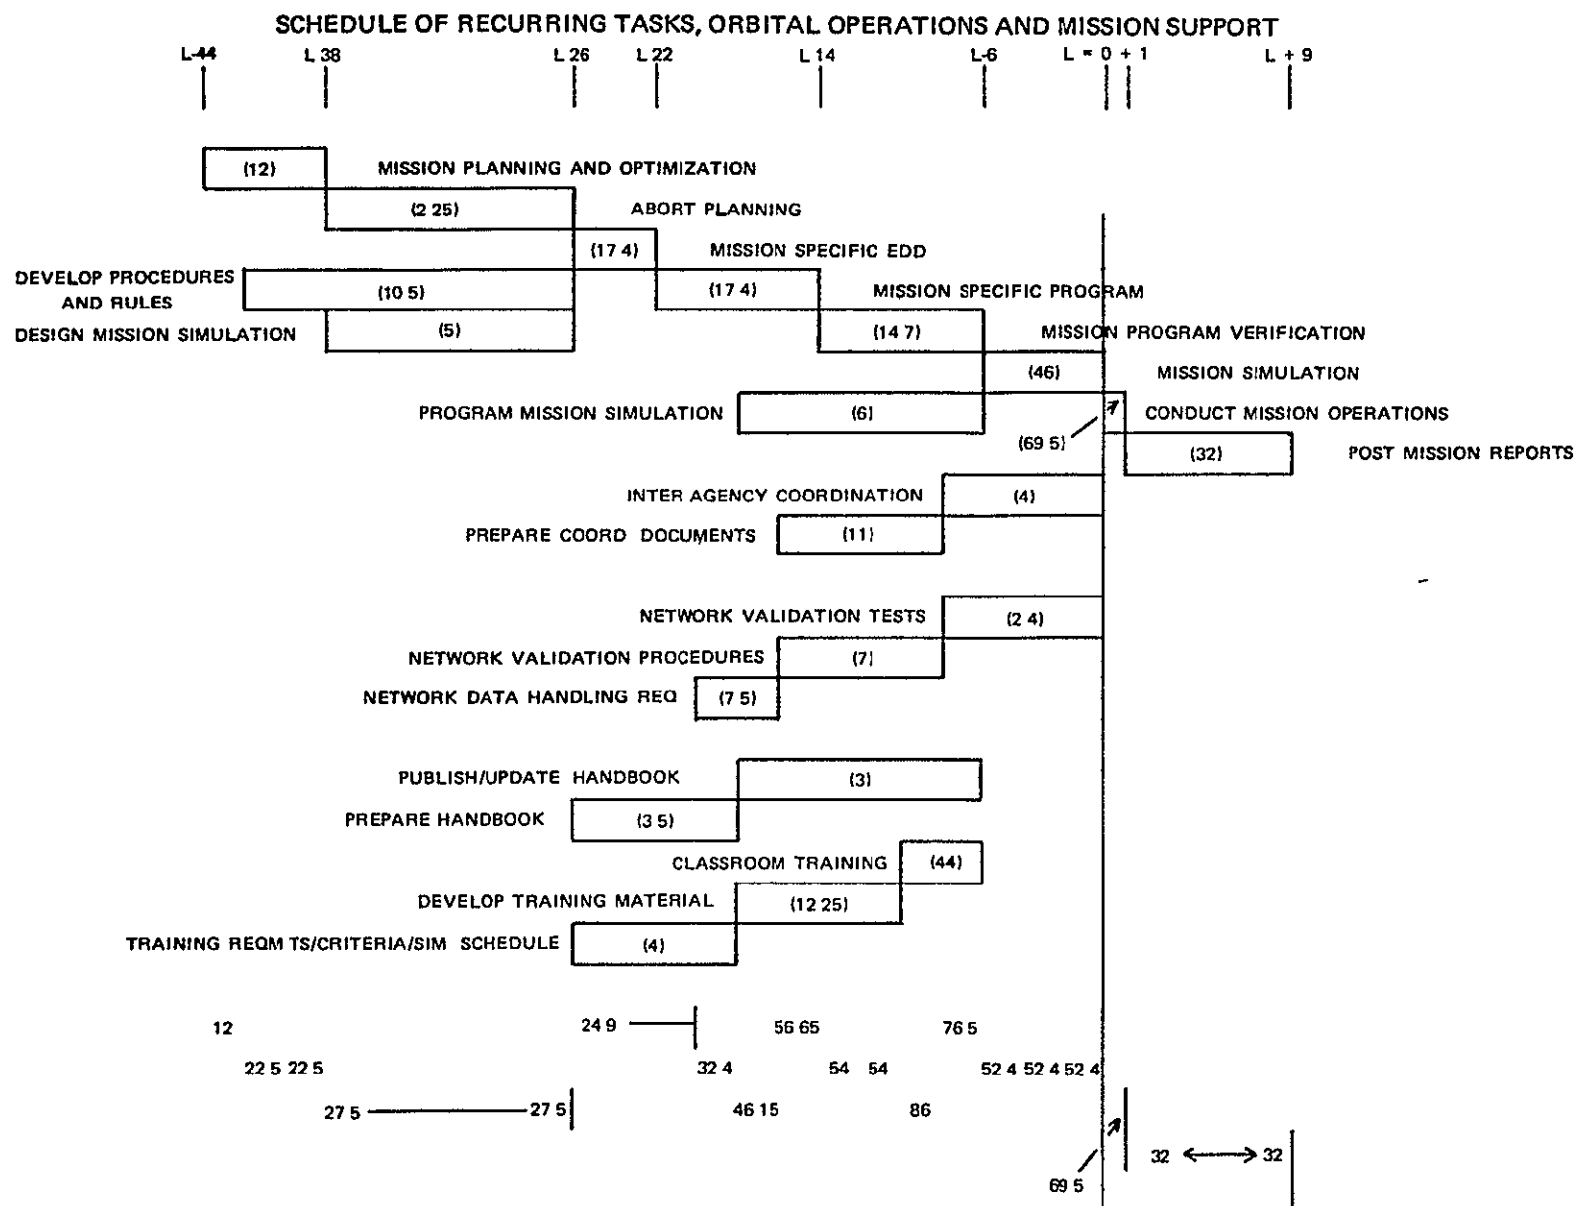 SCHEDULE OF RECURRING TASKS, ORBITAL OPERATIONS AND MISSION SUPPORT
L-44 L 38 L 26 L 22 L 14 L-6 L = 0 + 1 L + 9
(12) MISSION PLANNING AND OPTIMIZATION
(2 25) ABORT PLANNING
(17 4) MISSION SPECIFIC EDD
DEVELOP PROCEDURES
AND RULES
(10 5) (17 4) MISSION SPECIFIC PROGRAM
DESIGN MISSION SIMULATION (5) (14 7) MISSION PROGRAM VERIFICATION
(46) MISSION SIMULATION
PROGRAM MISSION SIMULATION (6) CONDUCT MISSION OPERATIONS
(69 5) (32) POST MISSION REPORTS
INTER AGENCY COORDINATION (4)
PREPARE COORD DOCUMENTS (11)
NETWORK VALIDATION TESTS (2 4)
NETWORK VALIDATION PROCEDURES (7)
NETWORK DATA HANDLING REQ (7 5)
PUBLISH/UPDATE HANDBOOK (3)
PREPARE HANDBOOK (3 5)
CLASSROOM TRAINING (44)
DEVELOP TRAINING MATERIAL (12 25)
TRAINING REQM TS/CRITERIA/SIM SCHEDULE (4)
12 24 9 56 65 76 5
22 5 22 5 32 4 54 54 52 4 52 4 52 4
27 5 27 5 46 15 86
32 32
69 5